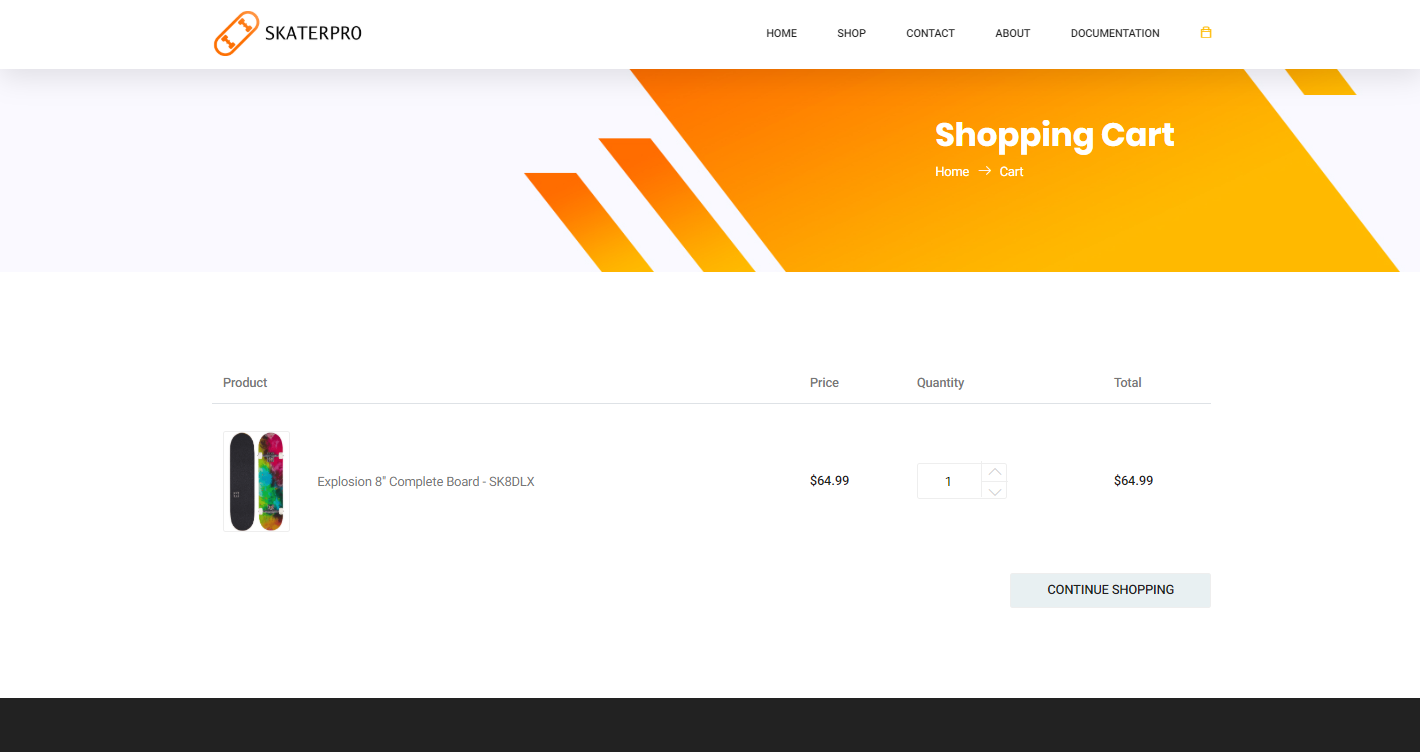 SKATERPRO
HOME SHOP CONTACT ABOUT DOCUMENTATION
Shopping Cart
Home → Cart
Product Price Quantity Total
Explosion 8" Complete Board - SK8DLX $64.99 1 $64.99
CONTINUE SHOPPING